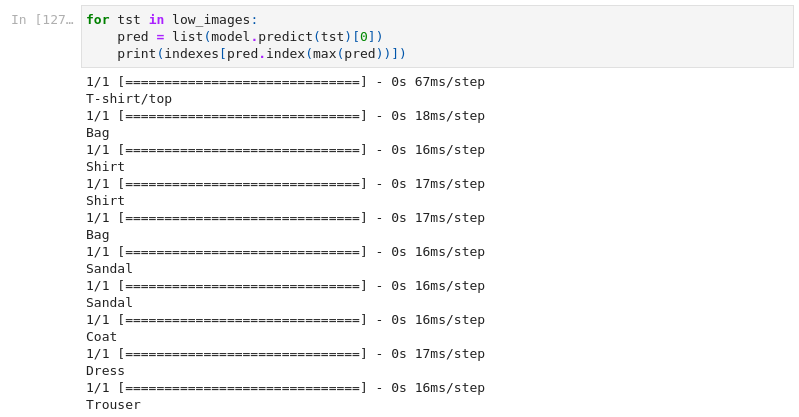 In [127…
for tst in low_images:
    pred = list(model.predict(tst)[0])
    print(indexes[pred.index(max(pred))])
1/1 [==============================] - 0s 67ms/step
T-shirt/top
1/1 [==============================] - 0s 18ms/step
Bag
1/1 [==============================] - 0s 16ms/step
Shirt
1/1 [==============================] - 0s 17ms/step
Shirt
1/1 [==============================] - 0s 17ms/step
Bag
1/1 [==============================] - 0s 16ms/step
Sandal
1/1 [==============================] - 0s 16ms/step
Sandal
1/1 [==============================] - 0s 16ms/step
Coat
1/1 [==============================] - 0s 17ms/step
Dress
1/1 [==============================] - 0s 16ms/step
Trouser